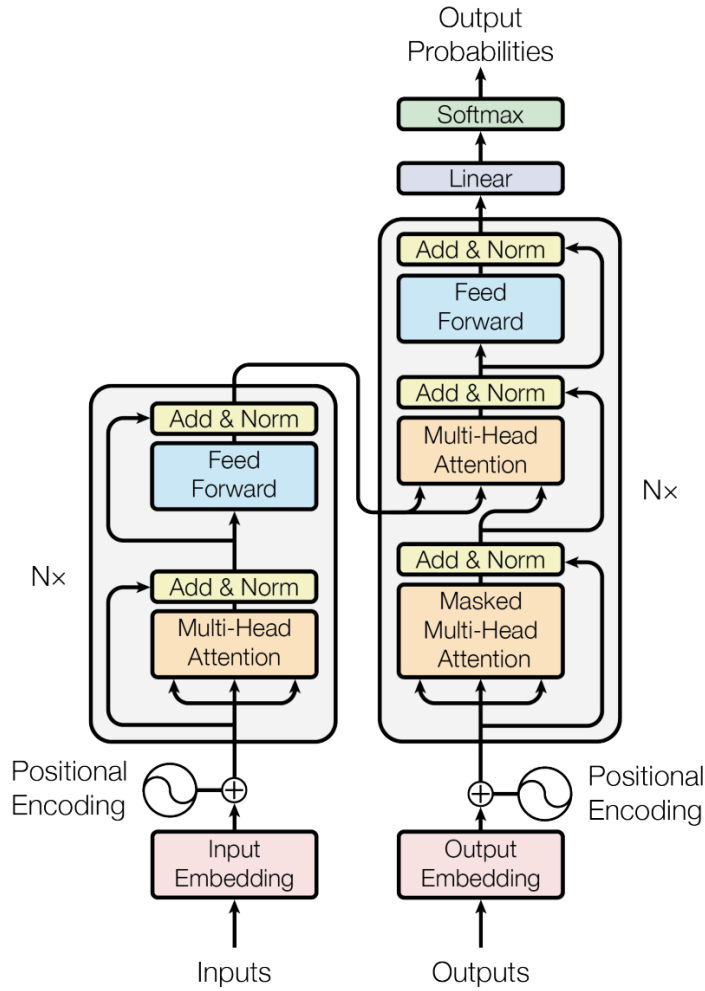 Output
Probabilities
Softmax
Linear
Add & Norm
Feed
Forward
Add & Norm
Multi-Head
Attention
Add & Norm
Masked
Multi-Head
Attention
Nx
Add & Norm
Feed
Forward
Add & Norm
Multi-Head
Attention
Nx
Positional
Encoding
Positional
Encoding
Input
Embedding
Output
Embedding
Inputs
Outputs